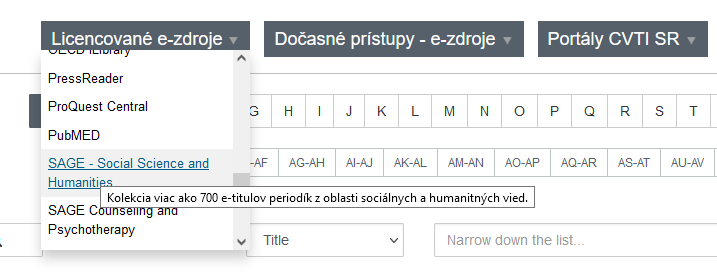 Licencované e-zdroje ▾ Dočasné prístupy - e-zdroje ▾ Portály CVTI SR ▾
OECD iLibrary
PressReader
ProQuest Central
G H I J K L M N O P Q R S T
PubMED
SAGE - Social Science and
-AF AG-AH AI-AJ AK-AL AM-AN AO-AP AQ-AR AS-AT AU-AV
Humanities
Kolekcia viac ako 700 e-titulov periodík z oblasti sociálnych a humanitných vied.
SAGE Counseling and
Psychotherapy
Title
Narrow down the list...